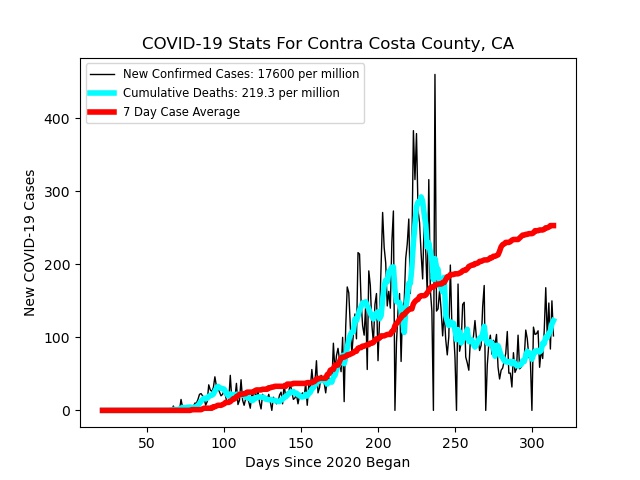 COVID-19 Stats For Contra Costa County, CA
New Confirmed Cases: 17600 per million
Cumulative Deaths: 219.3 per million
7 Day Case Average
400
300
200
100
0
New COVID-19 Cases
50 100 150 200 250 300
Days Since 2020 Began